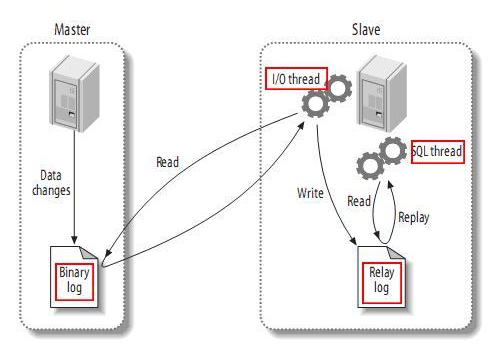 Master
Slave
I/O thread
SQL thread
Data
changes
Read
Write
Read
Replay
Binary
log
Relay
log